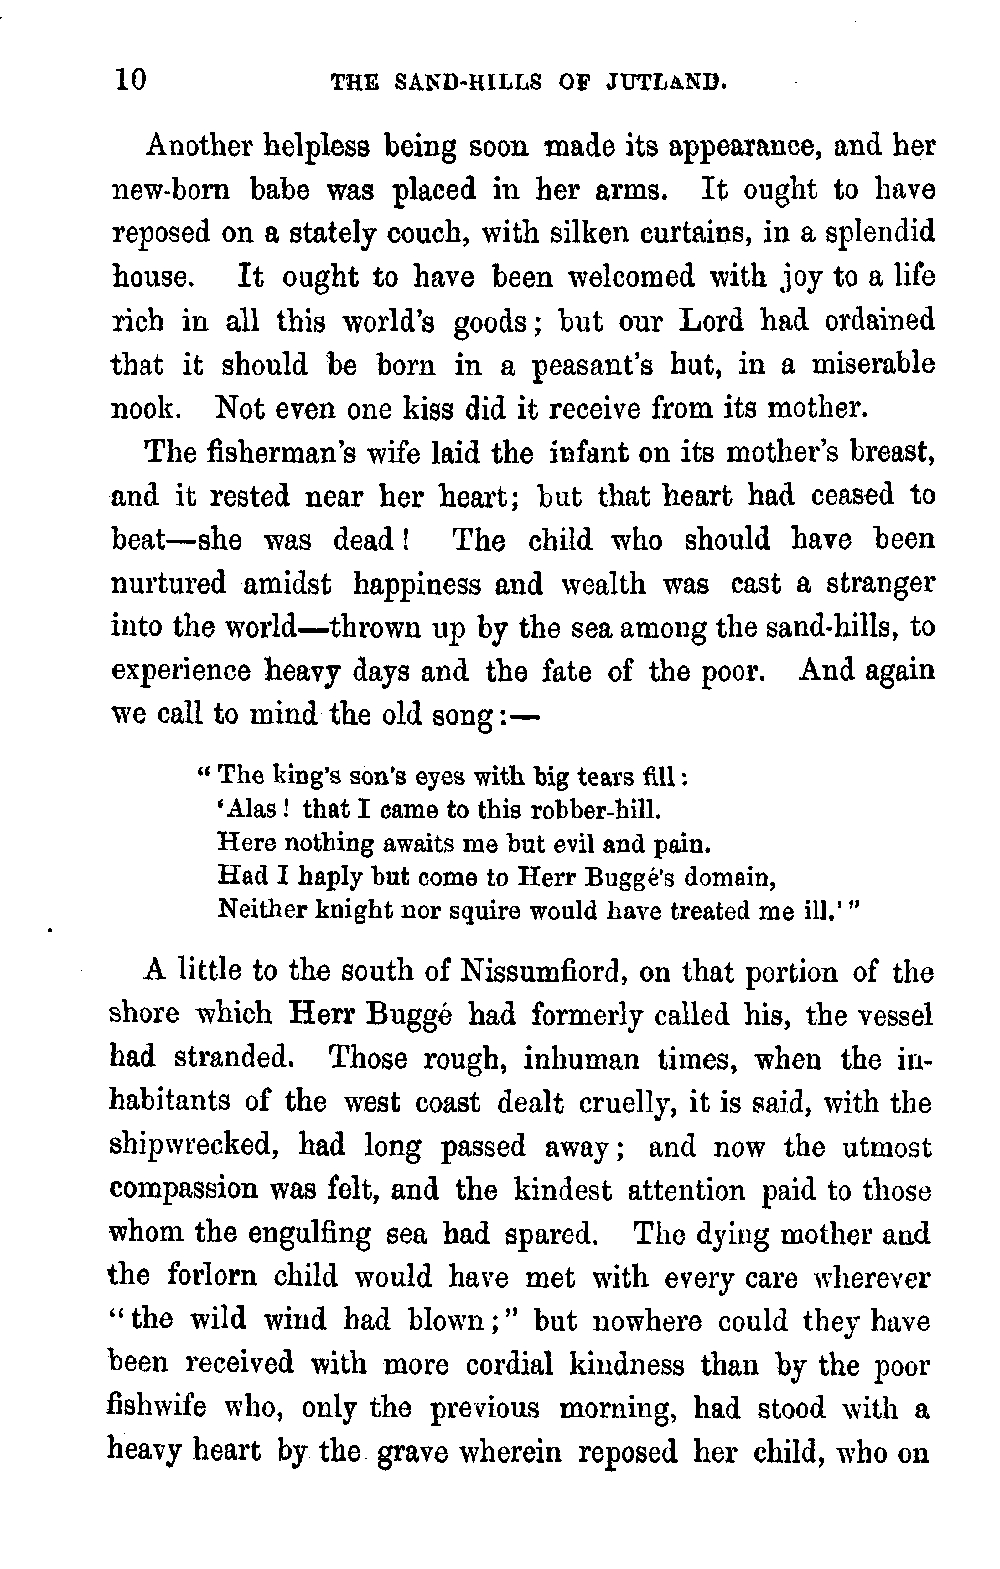 10 THE SAND-HILLS OF JUTLAND.
Another helpless being soon made its appearance, and her
new-born babe was placed in her arms. It ought to have
reposed on a stately couch, with silken curtains, in a splendid
house. It ought to have been welcomed with joy to a life
rich in all this world's goods; but our Lord had ordained
that it should be born in a peasant's hut, in a miserable
nook. Not even one kiss did it receive from its mother.
The fisherman's wife laid the infant on its mother's breast,
and it rested near her heart; but that heart had ceased to
beat—she was dead! The child who should have been
nurtured amidst happiness and wealth was cast a stranger
into the world—thrown up by the sea among the sand-hills, to
experience heavy days and the fate of the poor. And again
we call to mind the old song:—
"The king's son's eyes with big tears fill:
'Alas! that I came to this robber-hill.
Here nothing awaits me but evil and pain.
Had I haply but come to Herr Buggé's domain,
Neither knight nor squire would have treated me ill.'"
A little to the south of Nissumfiord, on that portion of the
shore which Herr Buggé had formerly called his, the vessel
had stranded. Those rough, inhuman times, when the in-
habitants of the west coast dealt cruelly, it is said, with the
shipwrecked, had long passed away; and now the utmost
compassion was felt, and the kindest attention paid to those
whom the engulfing sea had spared. The dying mother and
the forlorn child would have met with every care wherever
"the wild wind had blown;" but nowhere could they have
been received with more cordial kindness than by the poor
fishwife who, only the previous morning, had stood with a
heavy heart by the grave wherein reposed her child, who on